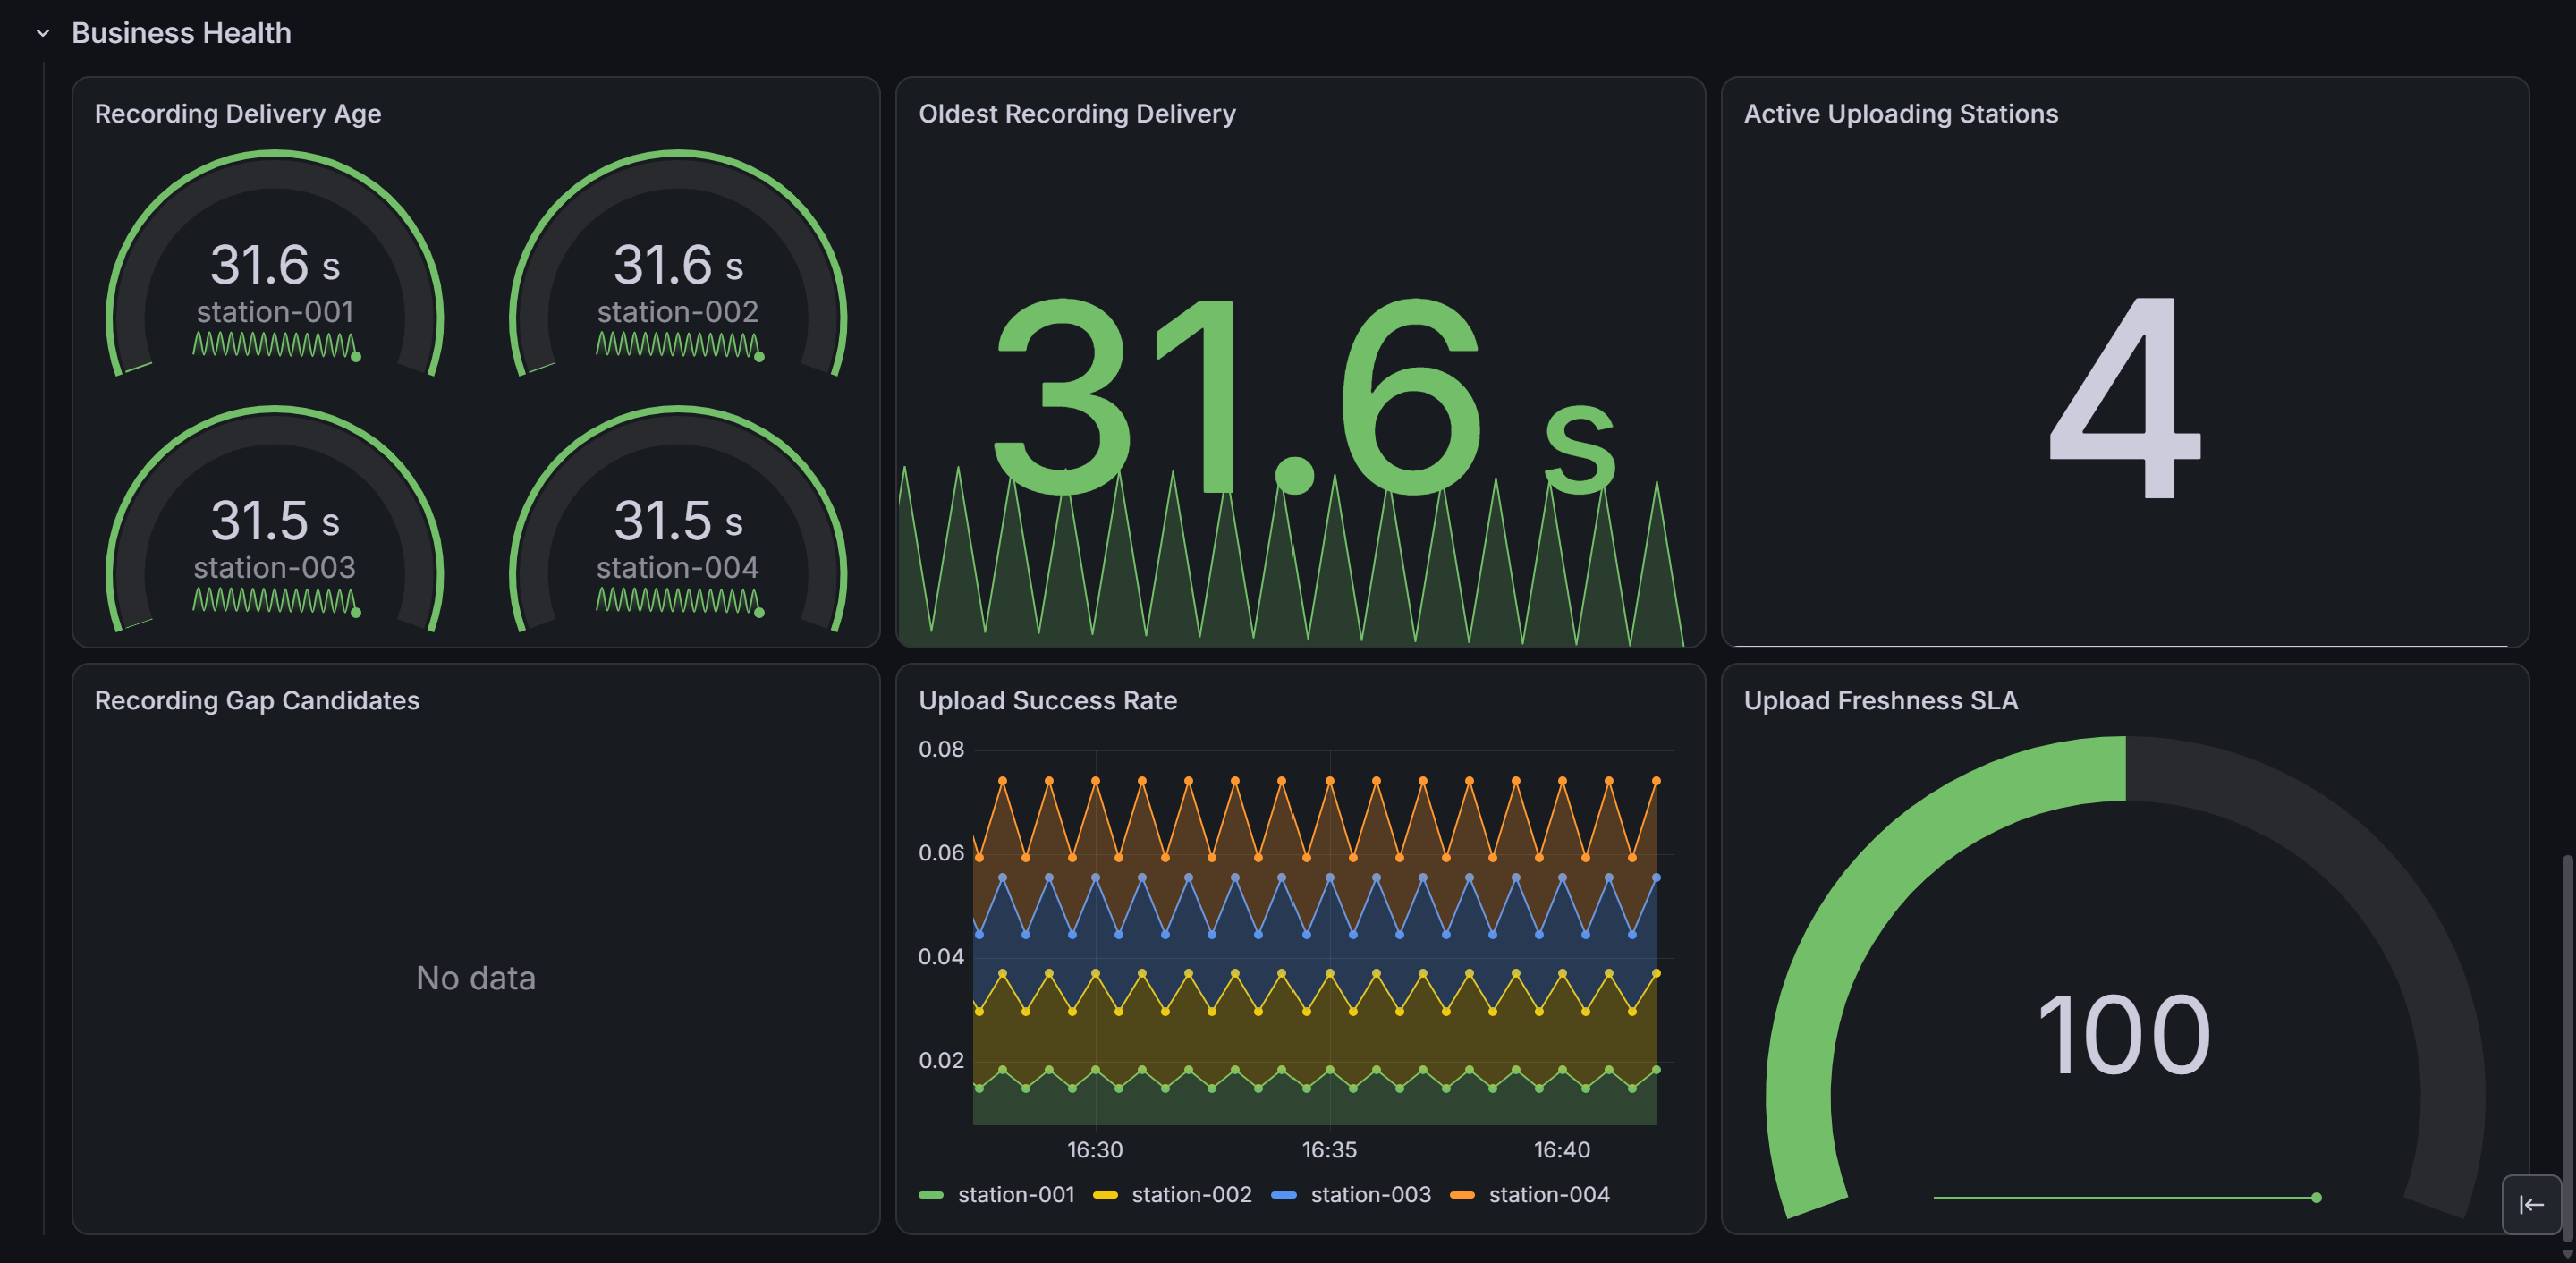 Business Health
Recording Delivery Age
31.6 s
station-001
31.6 s
station-002
31.5 s
station-003
31.5 s
station-004
Oldest Recording Delivery
31.6 s
Active Uploading Stations
4
Recording Gap Candidates
No data
Upload Success Rate
0.08
0.06
0.04
0.02
16:30 16:35 16:40
station-001 station-002 station-003 station-004
Upload Freshness SLA
100